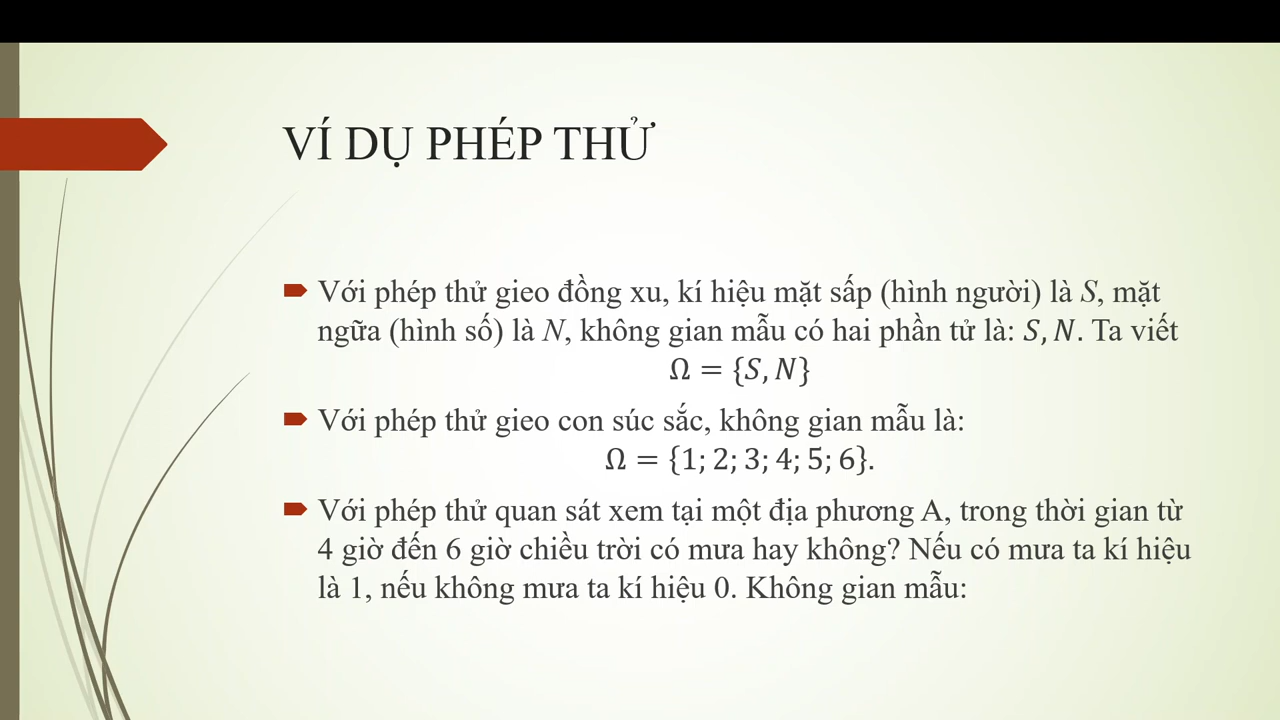 VÍ DỤ PHÉP THỬ
Với phép thử gieo đồng xu, kí hiệu mặt sấp (hình người) là S, mặt
ngữa (hình số) là N, không gian mẫu có hai phần tử là: S, N. Ta viết
Ω = {S, N}
Với phép thử gieo con súc sắc, không gian mẫu là:
Ω = {1; 2; 3; 4; 5; 6}.
Với phép thử quan sát xem tại một địa phương A, trong thời gian từ
4 giờ đến 6 giờ chiều trời có mưa hay không? Nếu có mưa ta kí hiệu
là 1, nếu không mưa ta kí hiệu 0. Không gian mẫu: